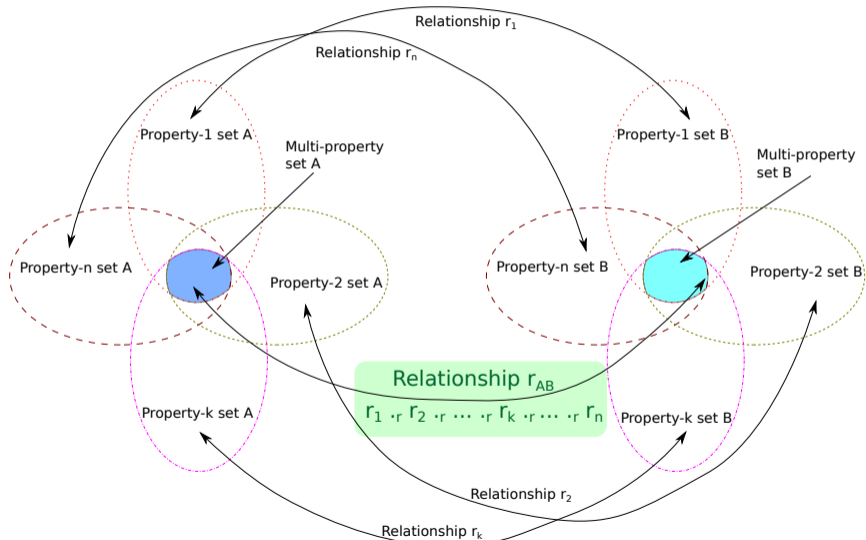 Relationship r₁
Relationship rₙ
Property-1 set A
Multi-property
set A
Property-1 set B
Multi-property
set B
Property-n set A
Property-2 set A
Property-n set B
Property-2 set B
Relationship r_AB
r₁ ·ᵣ r₂ ·ᵣ ... ·ᵣ rₖ ·ᵣ ... ·ᵣ rₙ
Property-k set A
Property-k set B
Relationship r₂
Relationship rₖ